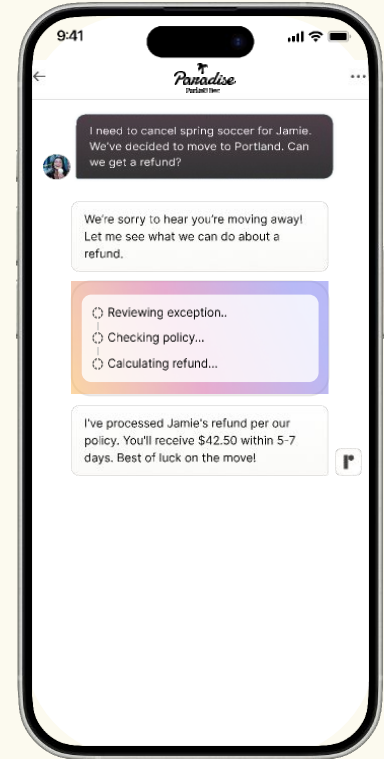 9:41
Paradise
I need to cancel spring soccer for Jamie.
We've decided to move to Portland. Can
we get a refund?
We're sorry to hear you're moving away!
Let me see what we can do about a
refund.
Reviewing exception..
Checking policy...
Calculating refund...
I've processed Jamie's refund per our
policy. You'll receive $42.50 within 5-7
days. Best of luck on the move!
r